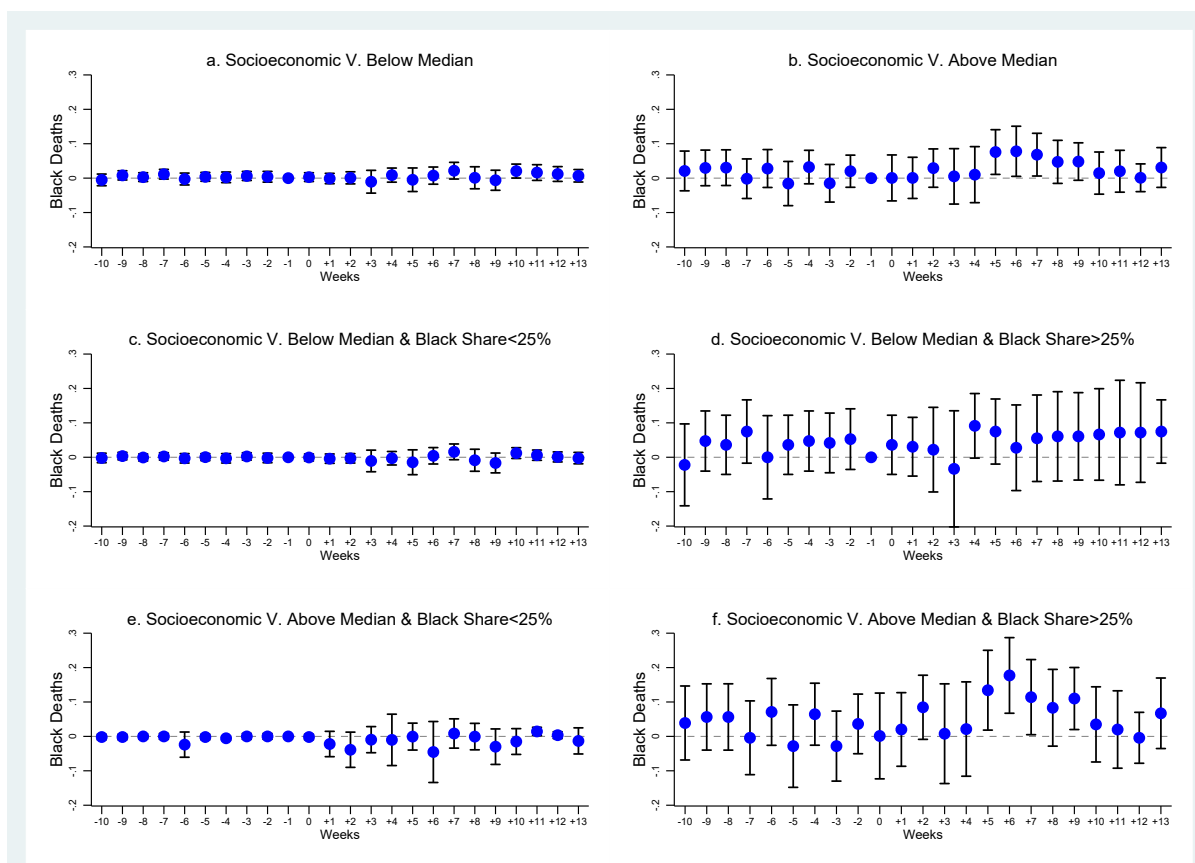 a. Socioeconomic V. Below Median
Black Deaths
.3
.2
.1
0
-.1
-.2
-10 -9 -8 -7 -6 -5 -4 -3 -2 -1 0 +1 +2 +3 +4 +5 +6 +7 +8 +9 +10 +11 +12 +13
Weeks
b. Socioeconomic V. Above Median
Black Deaths
.3
.2
.1
0
-.1
-.2
-10 -9 -8 -7 -6 -5 -4 -3 -2 -1 0 +1 +2 +3 +4 +5 +6 +7 +8 +9 +10 +11 +12 +13
Weeks
c. Socioeconomic V. Below Median & Black Share<25%
Black Deaths
.3
.2
.1
0
-.1
-.2
-10 -9 -8 -7 -6 -5 -4 -3 -2 -1 0 +1 +2 +3 +4 +5 +6 +7 +8 +9 +10 +11 +12 +13
Weeks
d. Socioeconomic V. Below Median & Black Share>25%
Black Deaths
.3
.2
.1
0
-.1
-.2
-10 -9 -8 -7 -6 -5 -4 -3 -2 -1 0 +1 +2 +3 +4 +5 +6 +7 +8 +9 +10 +11 +12 +13
Weeks
e. Socioeconomic V. Above Median & Black Share<25%
Black Deaths
.3
.2
.1
0
-.1
-.2
-10 -9 -8 -7 -6 -5 -4 -3 -2 -1 0 +1 +2 +3 +4 +5 +6 +7 +8 +9 +10 +11 +12 +13
Weeks
f. Socioeconomic V. Above Median & Black Share>25%
Black Deaths
.3
.2
.1
0
-.1
-.2
-10 -9 -8 -7 -6 -5 -4 -3 -2 -1 0 +1 +2 +3 +4 +5 +6 +7 +8 +9 +10 +11 +12 +13
Weeks